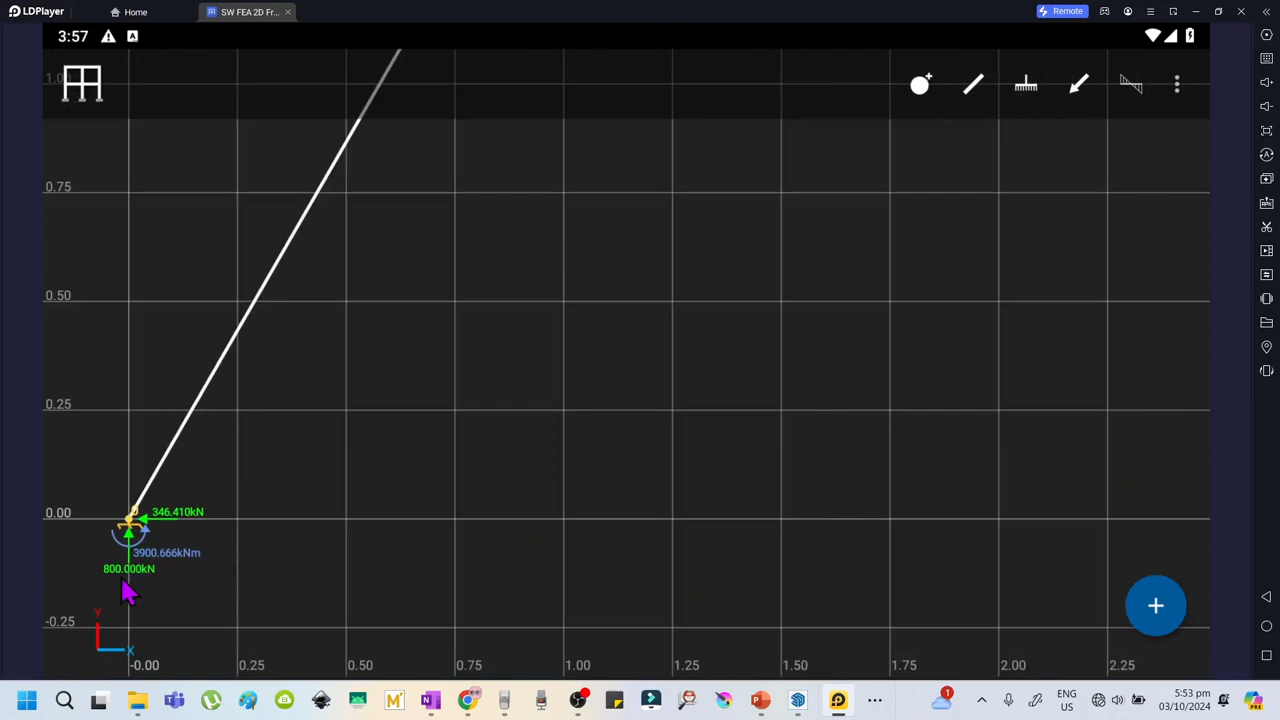 LDPlayer
Home
SW FEA 2D Fr...
Remote
3:57
1.00
0.75
0.50
0.25
0.00
346.410kN
3900.666kNm
800.000kN
-0.25
Y
X
-0.00
0.25
0.50
0.75
1.00
1.25
1.50
1.75
2.00
2.25
ENG
US
5:53 pm
03/10/2024